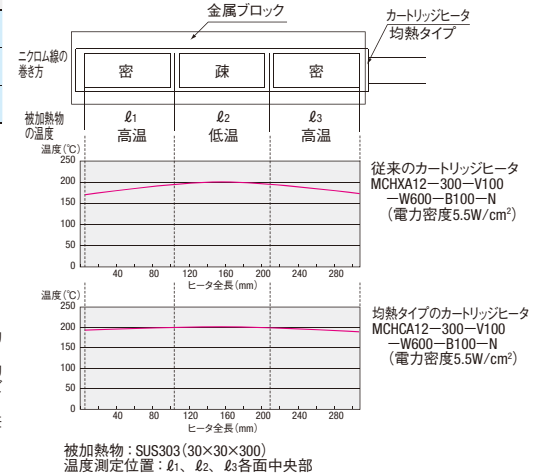 金属ブロック
カートリッジヒータ
均熱タイプ
ニクロム線の
巻き方
密 疎 密
被加熱物
の温度
ℓ1 ℓ2 ℓ3
高温 低温 高温
温度(℃)
250
200
150
100
50
0
40 80 120 160 200 240 280
ヒータ全長(mm)
従来のカートリッジヒータ
MCHXA12-300-V100
-W600-B100-N
(電力密度5.5W/cm²)
温度(℃)
250
200
150
100
50
0
40 80 120 160 200 240 280
ヒータ全長(mm)
均熱タイプのカートリッジヒータ
MCHCA12-300-V100
-W600-B100-N
(電力密度5.5W/cm²)
被加熱物:SUS303(30×30×300)
温度測定位置:ℓ1、ℓ2、ℓ3各面中央部